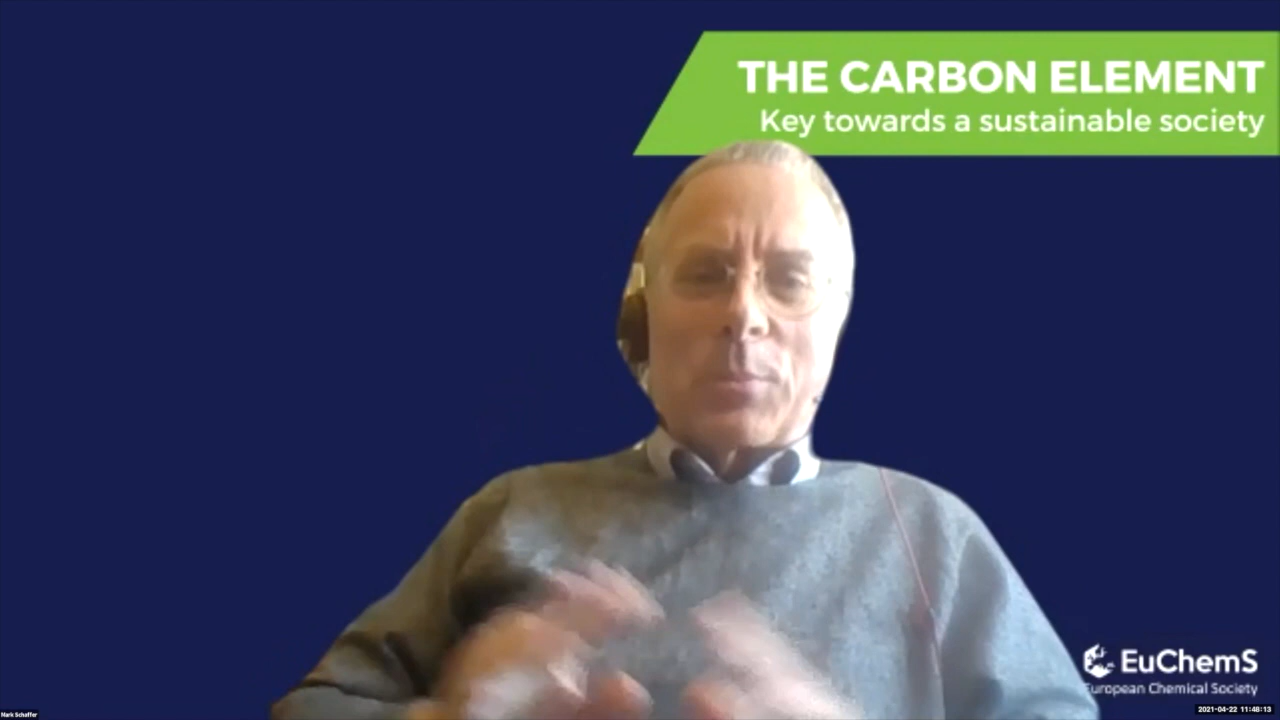 THE CARBON ELEMENT
Key towards a sustainable society
EuChemS
European Chemical Society
Mark Schaffer
2021-04-22 11:48:13